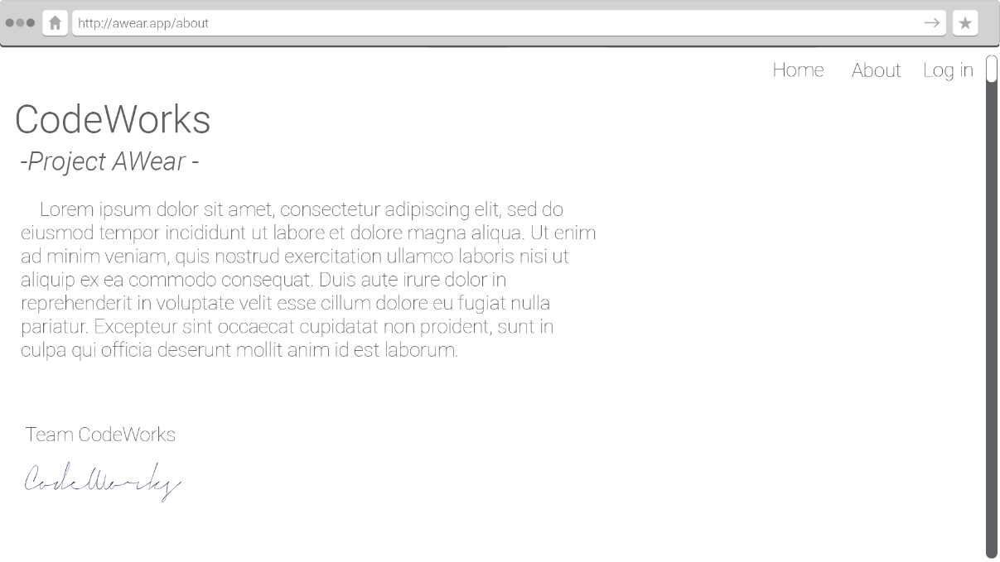 http://awear.app/about
Home About Log in
CodeWorks
-Project AWear -
Lorem ipsum dolor sit amet, consectetur adipiscing elit, sed do
eiusmod tempor incididunt ut labore et dolore magna aliqua. Ut enim
ad minim veniam, quis nostrud exercitation ullamco laboris nisi ut
aliquip ex ea commodo consequat. Duis aute irure dolor in
reprehenderit in voluptate velit esse cillum dolore eu fugiat nulla
pariatur. Excepteur sint occaecat cupidatat non proident, sunt in
culpa qui officia deserunt mollit anim id est laborum.
Team CodeWorks
CodeWorks